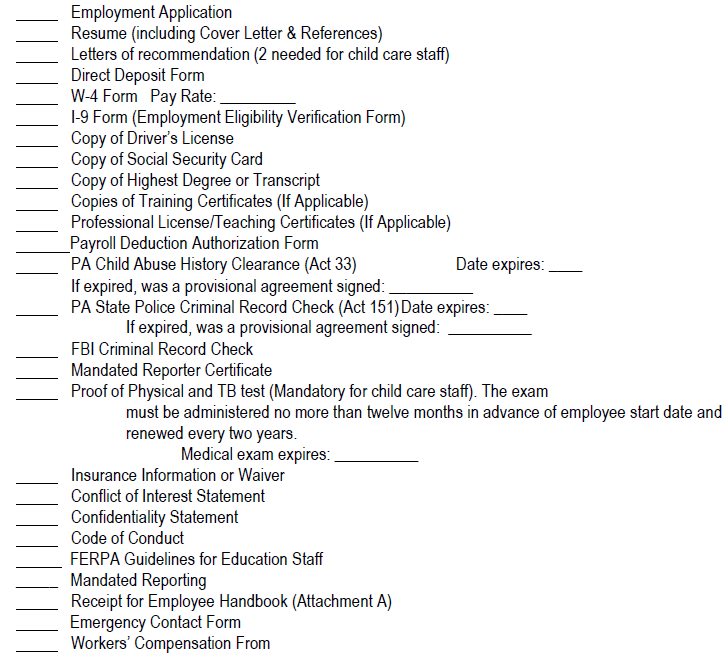 _____ Employment Application
_____ Resume (including Cover Letter & References)
_____ Letters of recommendation (2 needed for child care staff)
_____ Direct Deposit Form
_____ W-4 Form Pay Rate: _________
_____ I-9 Form (Employment Eligibility Verification Form)
_____ Copy of Driver’s License
_____ Copy of Social Security Card
_____ Copy of Highest Degree or Transcript
_____ Copies of Training Certificates (If Applicable)
_____ Professional License/Teaching Certificates (If Applicable)
______Payroll Deduction Authorization Form
_____ PA Child Abuse History Clearance (Act 33) Date expires: ____
If expired, was a provisional agreement signed: __________
_____ PA State Police Criminal Record Check (Act 151)Date expires: ____
If expired, was a provisional agreement signed: __________
_____ FBI Criminal Record Check
_____ Mandated Reporter Certificate
_____ Proof of Physical and TB test (Mandatory for child care staff). The exam
must be administered no more than twelve months in advance of employee start date and
renewed every two years.
Medical exam expires: __________
_____ Insurance Information or Waiver
_____ Conflict of Interest Statement
_____ Confidentiality Statement
_____ Code of Conduct
_____ FERPA Guidelines for Education Staff
_____ Mandated Reporting
_____ Receipt for Employee Handbook (Attachment A)
_____ Emergency Contact Form
_____ Workers’ Compensation From